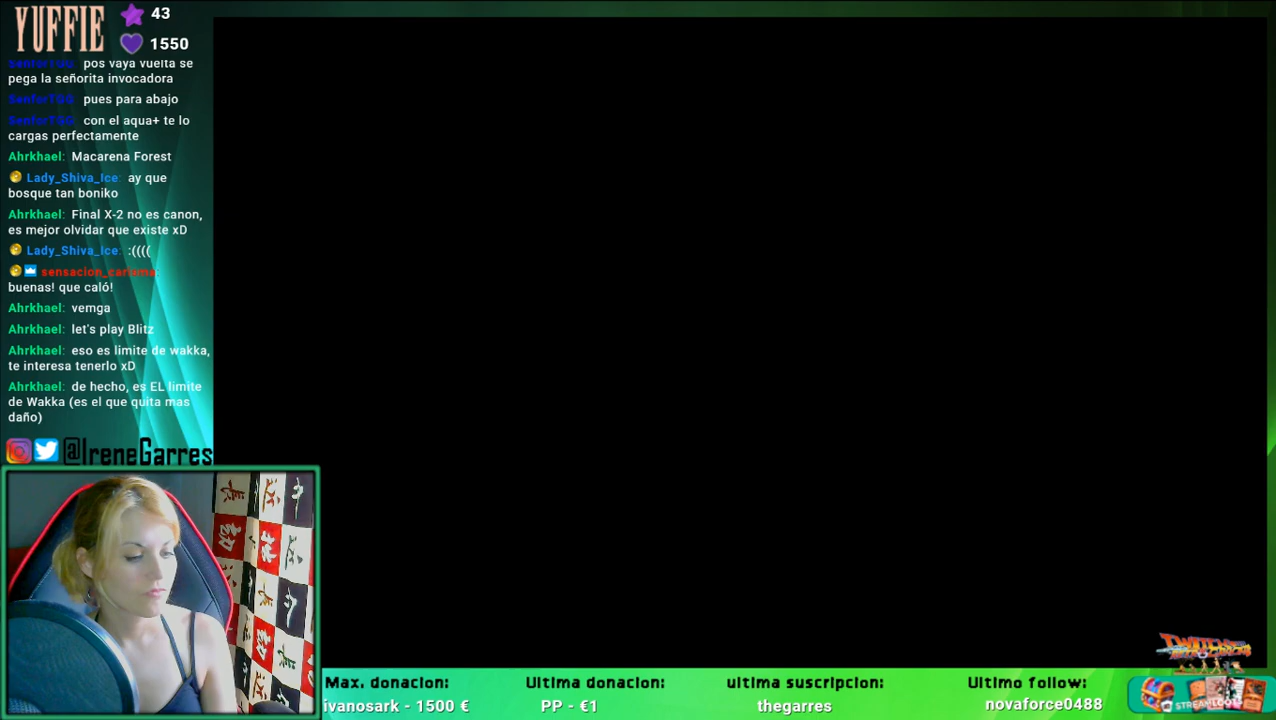 YUFFIE
43
1550
pos vaya vuelta se
pega la señorita invocadora
SenforTGG: pues para abajo
SenforTGG: con el aqua+ te lo
cargas perfectamente
Ahrkhael: Macarena Forest
Lady_Shiva_Ice: ay que
bosque tan boniko
Ahrkhael: Final X-2 no es canon,
es mejor olvidar que existe xD
Lady_Shiva_Ice: :((((
sensacion_carisma:
buenas! que caló!
Ahrkhael: vemga
Ahrkhael: let's play Blitz
Ahrkhael: eso es limite de wakka,
te interesa tenerlo xD
Ahrkhael: de hecho, es EL limite
de Wakka (es el que quita mas
daño)
@IreneGarres
Max. donacion:
ivanosark - 1500 €
Ultima donacion:
PP - €1
ultima suscripcion:
thegarres
Ultimo follow:
novaforce0488
STREAMLOOTS